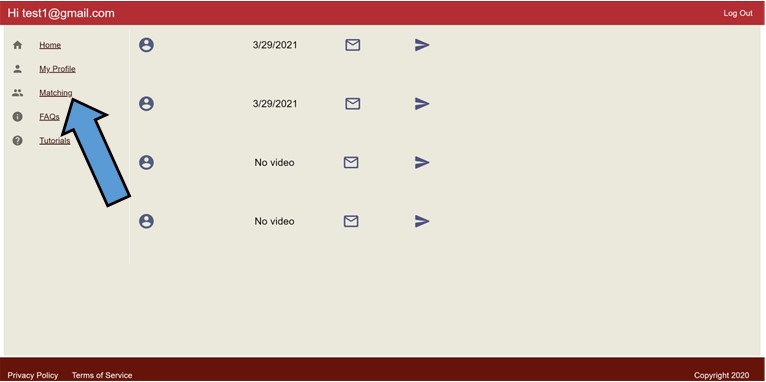 Hi test1@gmail.com Log Out
Home 3/29/2021
My Profile
Matching 3/29/2021
FAQs
Tutorials
No video
No video
Privacy Policy Terms of Service Copyright 2020